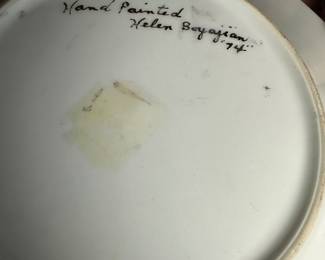 Hand Painted
Helen Boyajian
"74"